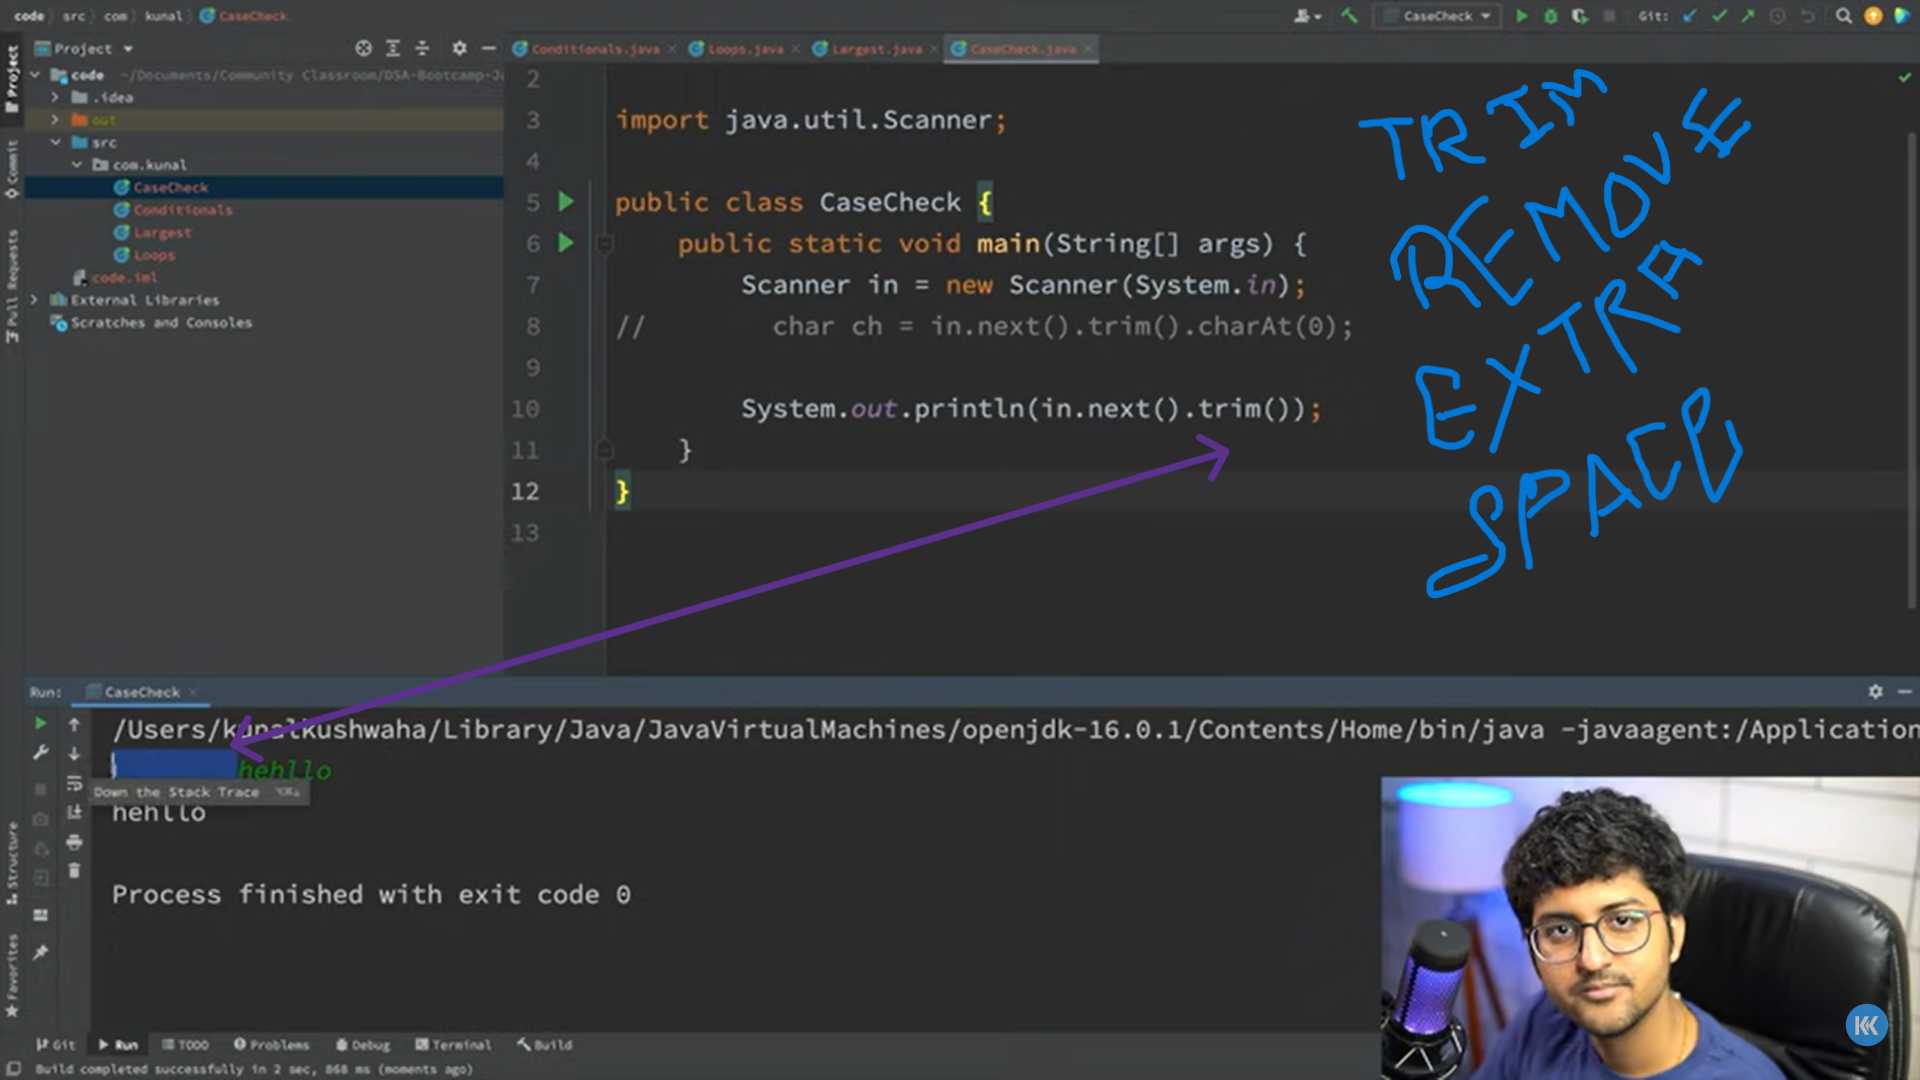 code src com kunal CaseCheck
CaseCheck
Git:
Project
Conditionals.java
Loops.java
Largest.java
CaseCheck.java
Project
Commit
Pull Requests
Structure
Favorites
code ~/Documents/Community Classroom/DSA-Bootcamp-Ja
.idea
out
src
com.kunal
CaseCheck
Conditionals
Largest
Loops
code.iml
External Libraries
Scratches and Consoles
2
3 import java.util.Scanner;
4
5 public class CaseCheck {
6 public static void main(String[] args) {
7 Scanner in = new Scanner(System.in);
8 // char ch = in.next().trim().charAt(0);
9
10 System.out.println(in.next().trim());
11 }
12 }
13
TRIM
REMOVE
EXTRA
SPACE
Run: CaseCheck
/Users/kunalkushwaha/Library/Java/JavaVirtualMachines/openjdk-16.0.1/Contents/Home/bin/java -javaagent:/Application
hehllo
Down the Stack Trace
hehllo
Process finished with exit code 0
Git Run TODO Problems Debug Terminal Build
Build completed successfully in 2 sec, 868 ms (moments ago)
KK